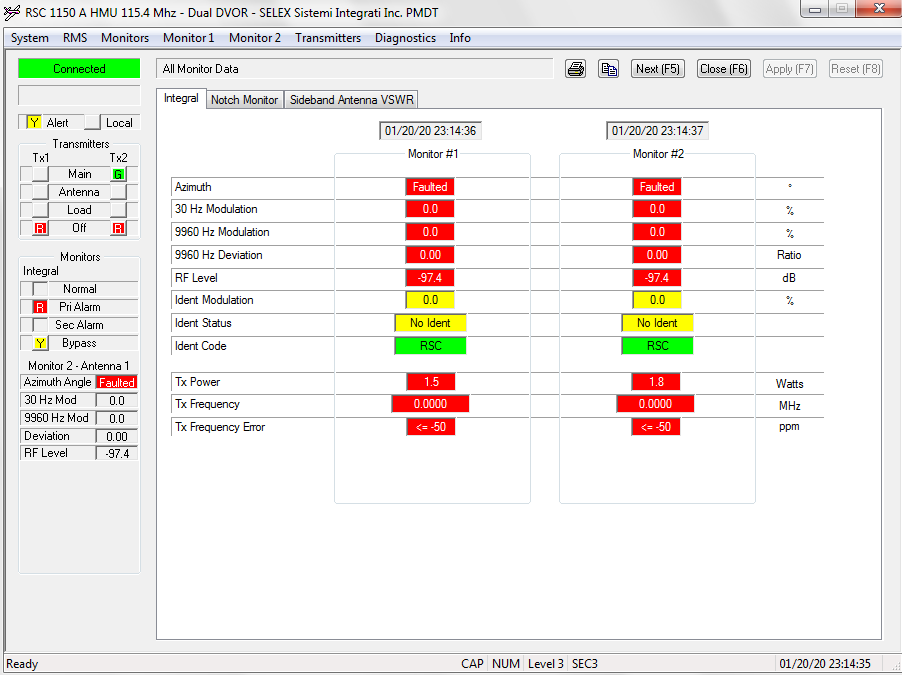 RSC 1150 A HMU 115.4 Mhz - Dual DVOR - SELEX Sistemi Integrati Inc. PMDT
System RMS Monitors Monitor 1 Monitor 2 Transmitters Diagnostics Info
Connected
All Monitor Data
Next (F5) Close (F6) Apply (F7) Reset (F8)
Y Alert Local
Transmitters
Tx1 Tx2
Main G
Antenna
Load
R Off R
Monitors
Integral
Normal
R Pri Alarm
Sec Alarm
Y Bypass
Monitor 2 - Antenna 1
Azimuth Angle Faulted
30 Hz Mod 0.0
9960 Hz Mod 0.0
Deviation 0.00
RF Level -97.4
Integral Notch Monitor Sideband Antenna VSWR
01/20/20 23:14:36 01/20/20 23:14:37
Monitor #1 Monitor #2
Azimuth Faulted Faulted °
30 Hz Modulation 0.0 0.0 %
9960 Hz Modulation 0.0 0.0 %
9960 Hz Deviation 0.00 0.00 Ratio
RF Level -97.4 -97.4 dB
Ident Modulation 0.0 0.0 %
Ident Status No Ident No Ident
Ident Code RSC RSC
Tx Power 1.5 1.8 Watts
Tx Frequency 0.0000 0.0000 MHz
Tx Frequency Error <= -50 <= -50 ppm
Ready CAP NUM Level 3 SEC3 01/20/20 23:14:35